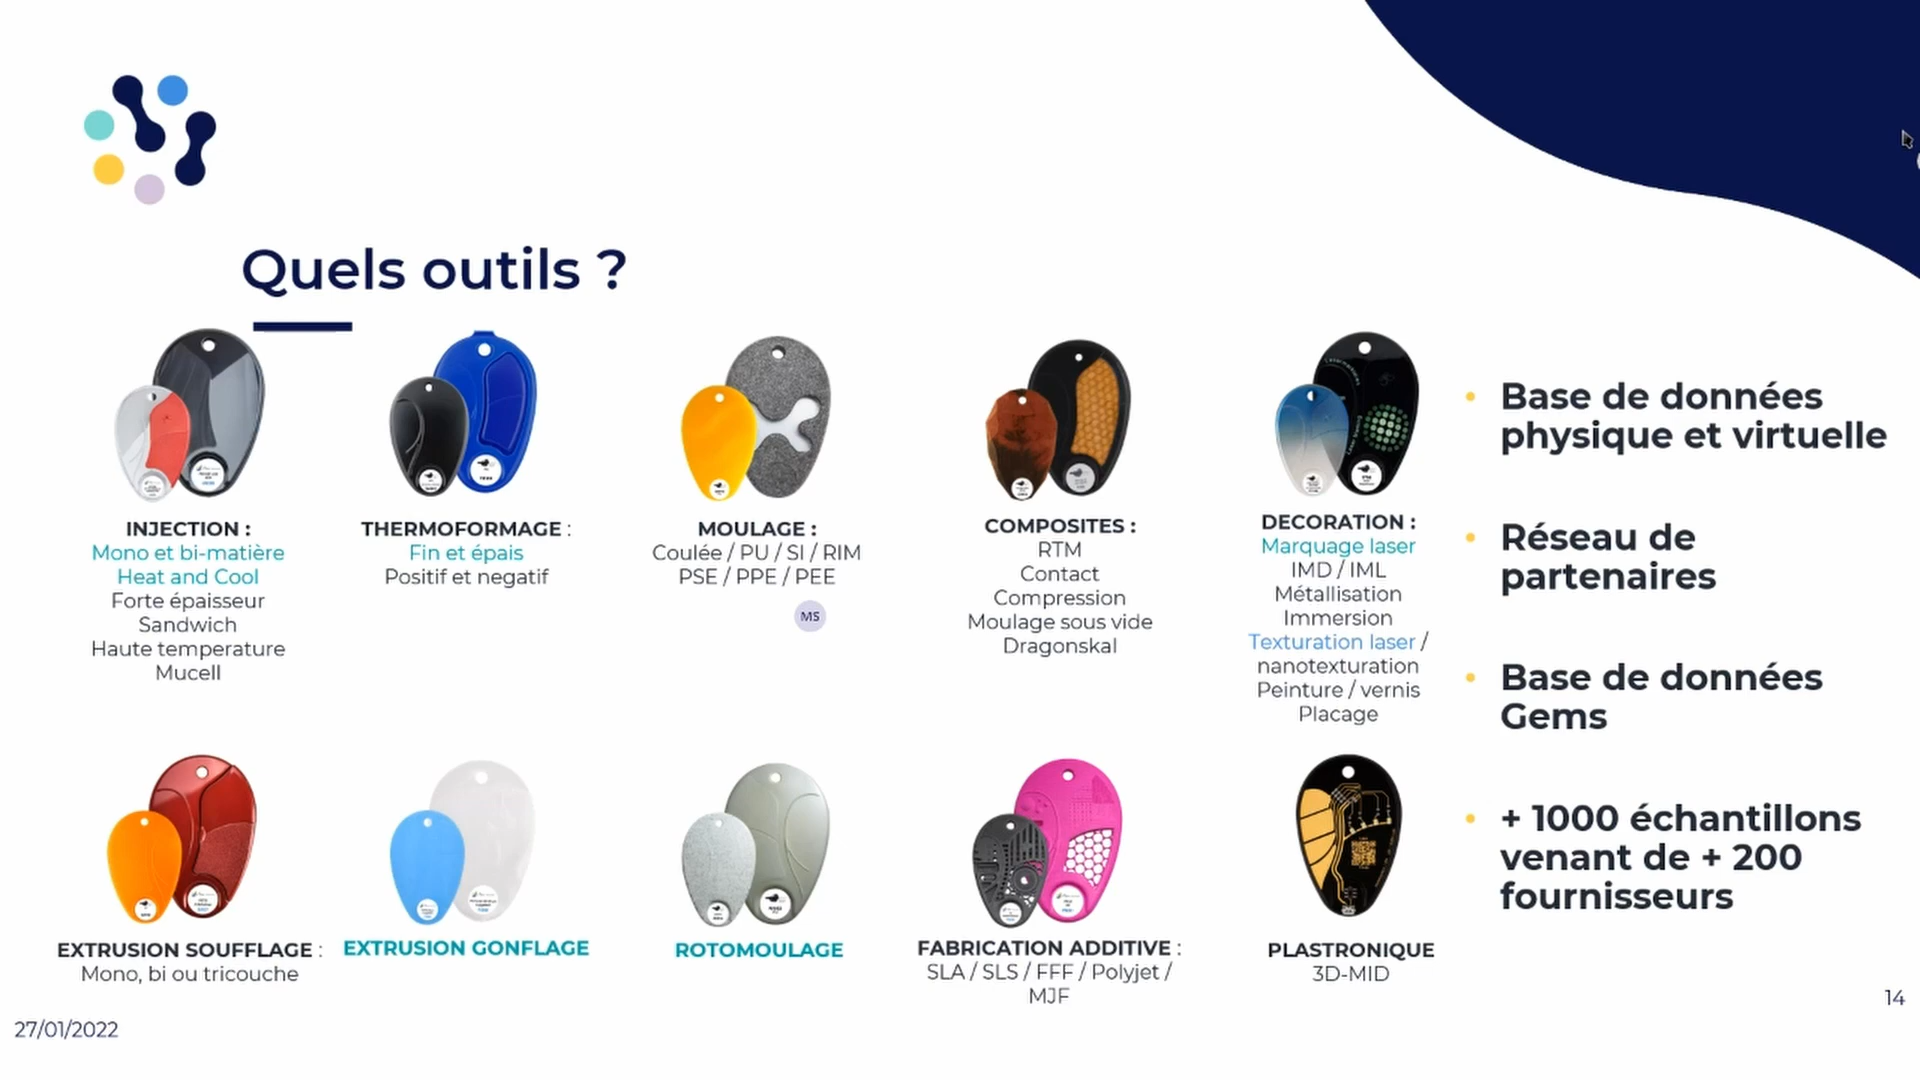 Quels outils ?
INJECTION :
Mono et bi-matière
Heat and Cool
Forte épaisseur
Sandwich
Haute temperature
Mucell
THERMOFORMAGE :
Fin et épais
Positif et negatif
MOULAGE :
Coulée / PU / SI / RIM
PSE / PPE / PEE
MS
COMPOSITES :
RTM
Contact
Compression
Moulage sous vide
Dragonskal
DECORATION :
Marquage laser
IMD / IML
Métallisation
Immersion
Texturation laser /
nanotexturation
Peinture / vernis
Placage
EXTRUSION SOUFFLAGE :
Mono, bi ou tricouche
EXTRUSION GONFLAGE
ROTOMOULAGE
FABRICATION ADDITIVE :
SLA / SLS / FFF / Polyjet /
MJF
PLASTRONIQUE
3D-MID
Base de données
physique et virtuelle
Réseau de
partenaires
Base de données
Gems
+ 1000 échantillons
venant de + 200
fournisseurs
14
27/01/2022